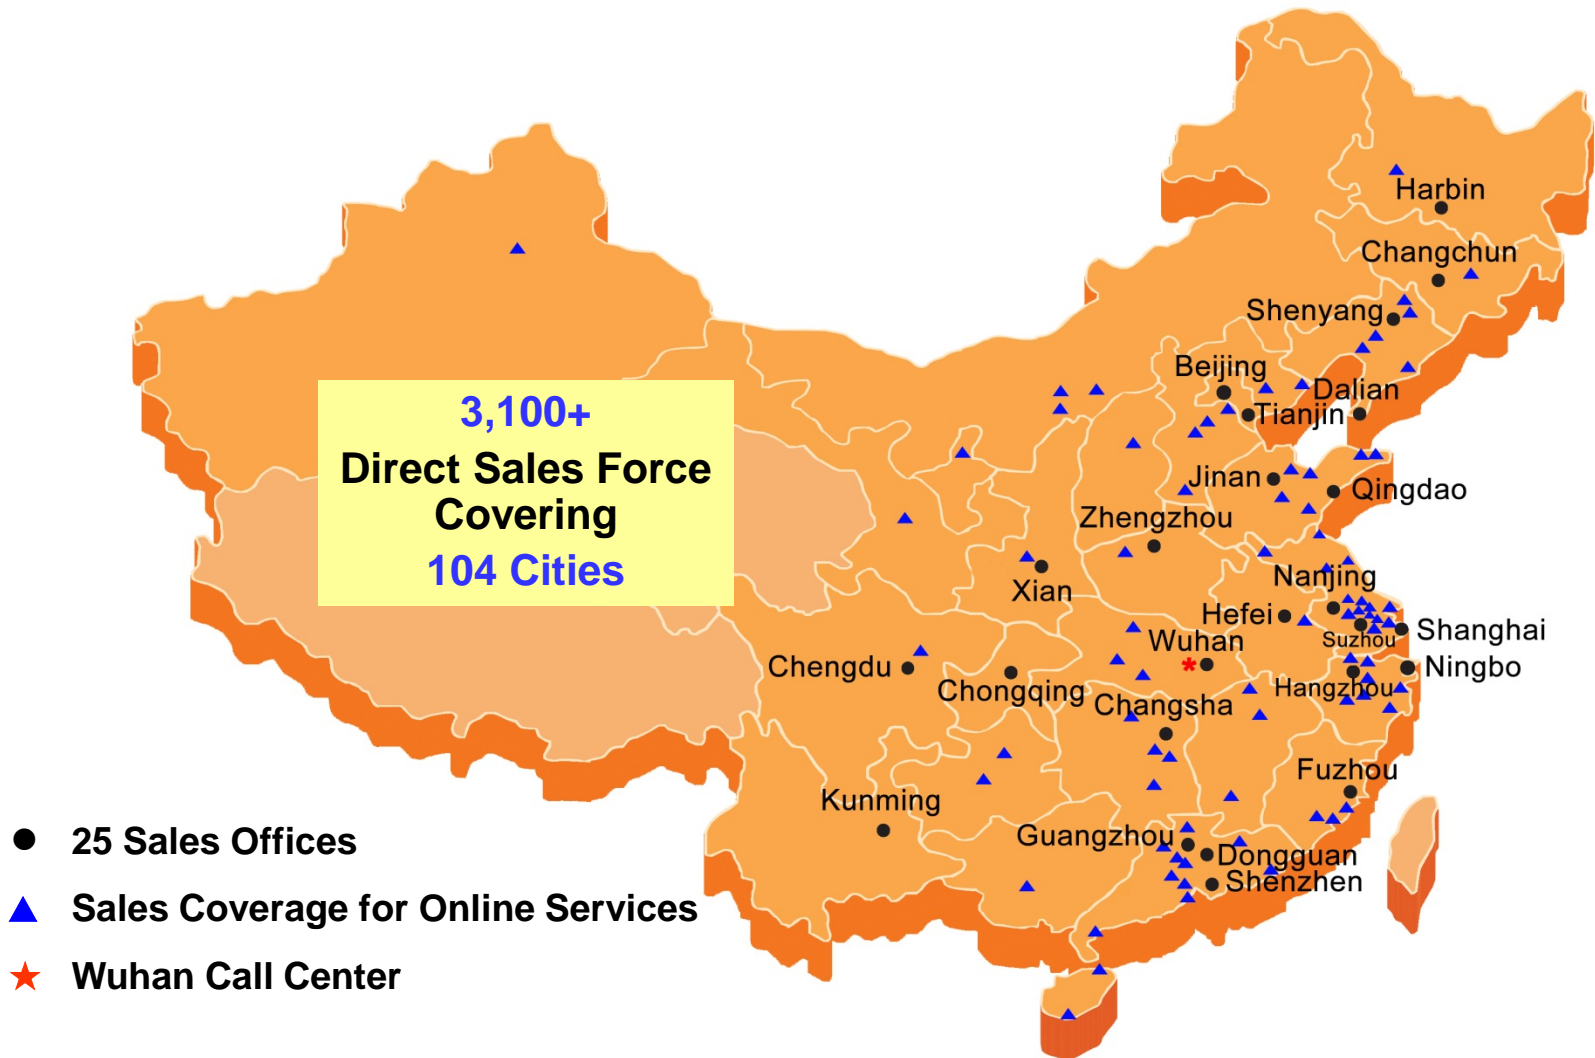 Harbin
Changchun
Shenyang
Beijing
Dalian
Tianjin
3,100+
Direct Sales Force
Covering
104 Cities
Jinan
Qingdao
Zhengzhou
Xian
Nanjing
Hefei
Suzhou
Shanghai
Wuhan
*
Chengdu
Chongqing
Ningbo
Hangzhou
Changsha
Fuzhou
Kunming
Guangzhou
Dongguan
Shenzhen
25 Sales Offices
Sales Coverage for Online Services
Wuhan Call Center